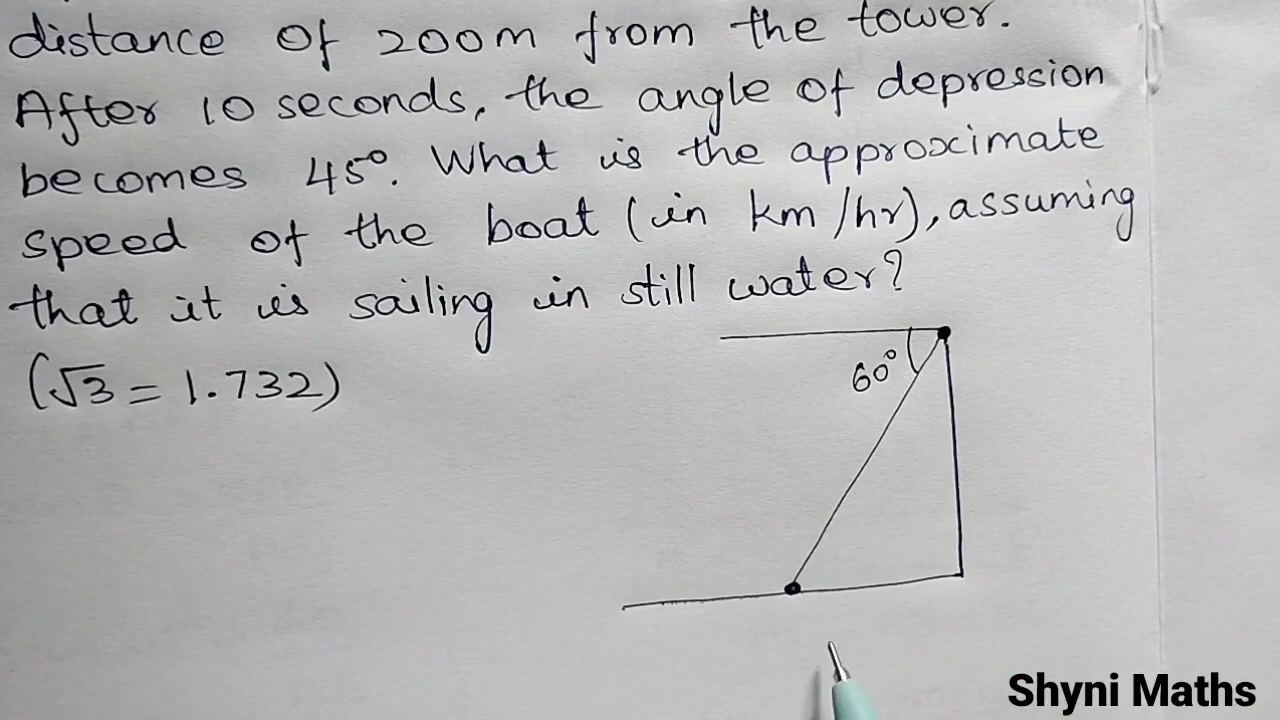 distance of 200m from the tower.
After 10 seconds, the angle of depression
becomes 45°. What is the approximate
speed of the boat (in km/hr), assuming
that it is sailing in still water?
(√3 = 1.732)
60°
Shyni Maths